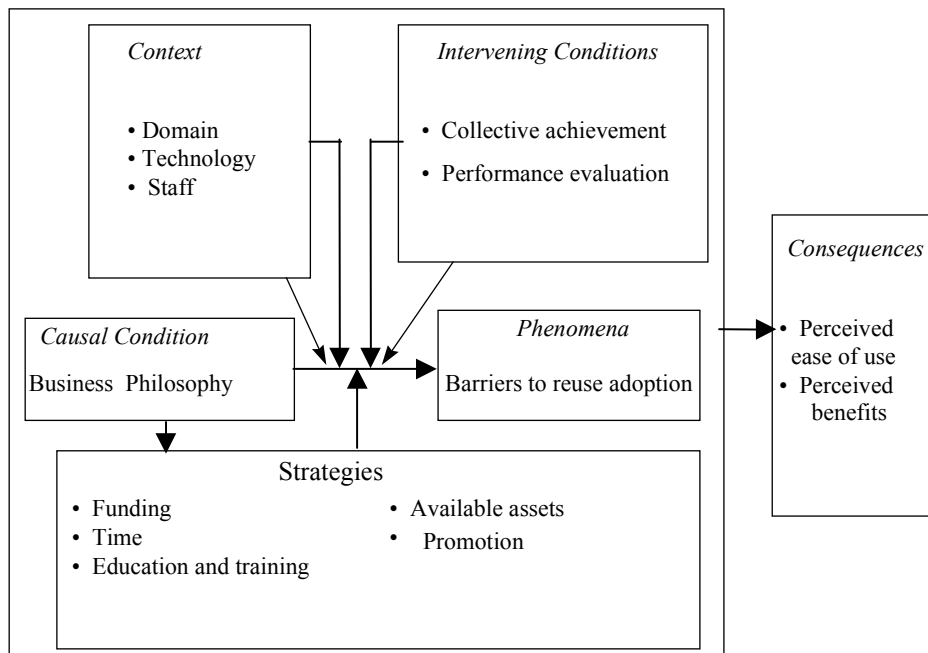 Context
• Domain
• Technology
• Staff
Intervening Conditions
• Collective achievement
• Performance evaluation
Causal Condition
Business Philosophy
Phenomena
Barriers to reuse adoption
Strategies
• Funding
• Time
• Education and training
• Available assets
• Promotion
Consequences
• Perceived
ease of use
• Perceived
benefits